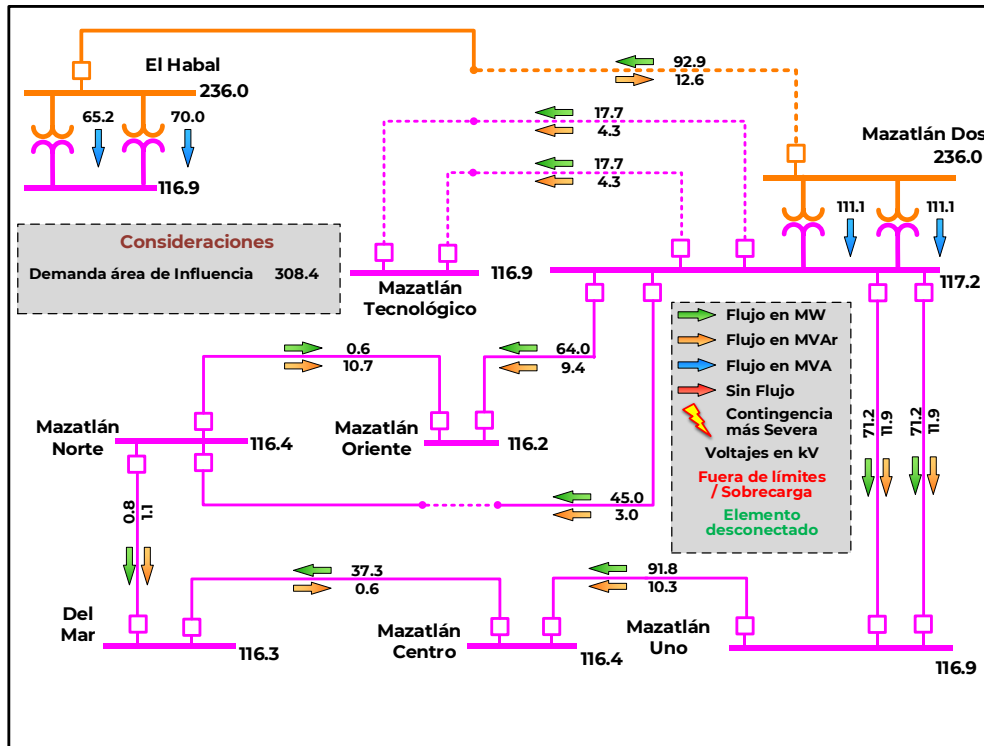 El Habal
236.0
65.2
70.0
116.9
92.9
12.6
17.7
4.3
17.7
4.3
Mazatlán Dos
236.0
111.1
111.1
117.2
Consideraciones
Demanda área de Influencia 308.4
116.9
Mazatlán
Tecnológico
Flujo en MW
Flujo en MVAr
Flujo en MVA
Sin Flujo
Contingencia
más Severa
Voltajes en kV
Fuera de límites
/ Sobrecarga
Elemento
desconectado
0.6
10.7
64.0
9.4
Mazatlán
Norte
116.4
Mazatlán
Oriente
116.2
71.2
11.9
71.2
11.9
45.0
3.0
0.8
1.1
37.3
0.6
91.8
10.3
Del
Mar
116.3
Mazatlán
Centro
116.4
Mazatlán
Uno
116.9